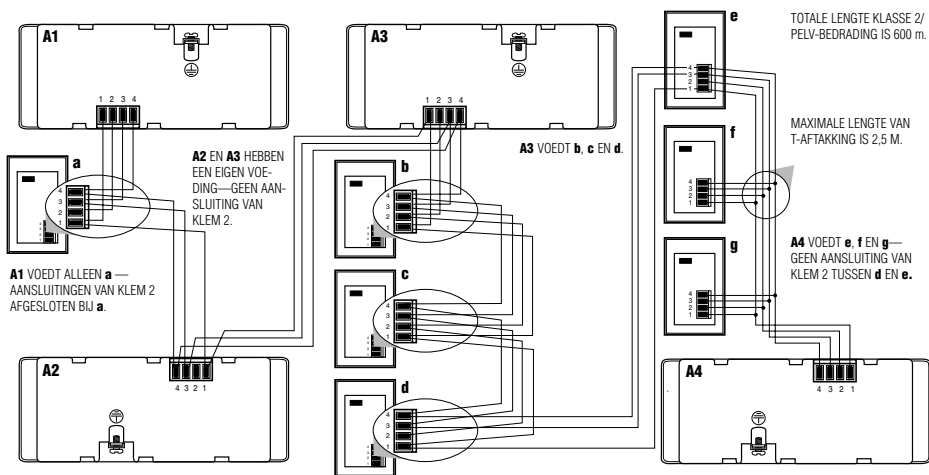 A1
1 2 3 4
A3
1 2 3 4
e
4
3
2
1
TOTALE LENGTE KLASSE 2/
PELV-BEDRADING IS 600 m.
a
4
3
2
1
A2 EN A3 HEBBEN
EEN EIGEN VOE-
DING—GEEN AAN-
SLUITING VAN
KLEM 2.
A3 VOEDT b, c EN d.
f
4
3
2
1
MAXIMALE LENGTE VAN
T-AFTAKKING IS 2,5 M.
b
4
3
2
1
A1 VOEDT ALLEEN a —
AANSLUITINGEN VAN KLEM 2
AFGESLOTEN BIJ a.
c
4
3
2
1
g
4
3
2
1
A4 VOEDT e, f EN g—
GEEN AANSLUITING VAN
KLEM 2 TUSSEN d EN e.
A2
4 3 2 1
d
4
3
2
1
A4
4 3 2 1